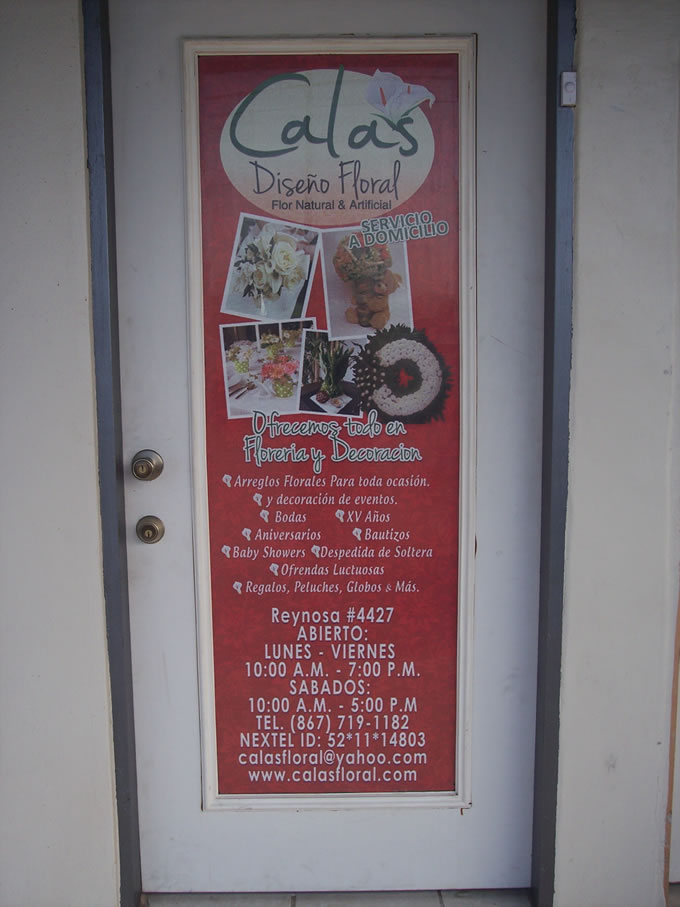 Calas
Diseño Floral
Flor Natural & Artificial
SERVICIO
A DOMICILIO
Ofrecemos todo en
Floreria y Decoracion
Arreglos Florales Para toda ocasión.
y decoración de eventos.
Bodas XV Años
Aniversarios Bautizos
Baby Showers Despedida de Soltera
Ofrendas Luctuosas
Regalos, Peluches, Globos & Más.
Reynosa #4427
ABIERTO:
LUNES - VIERNES
10:00 A.M. - 7:00 P.M.
SABADOS:
10:00 A.M. - 5:00 P.M
TEL. (867) 719-1182
NEXTEL ID: 52*11*14803
calasfloral@yahoo.com
www.calasfloral.com